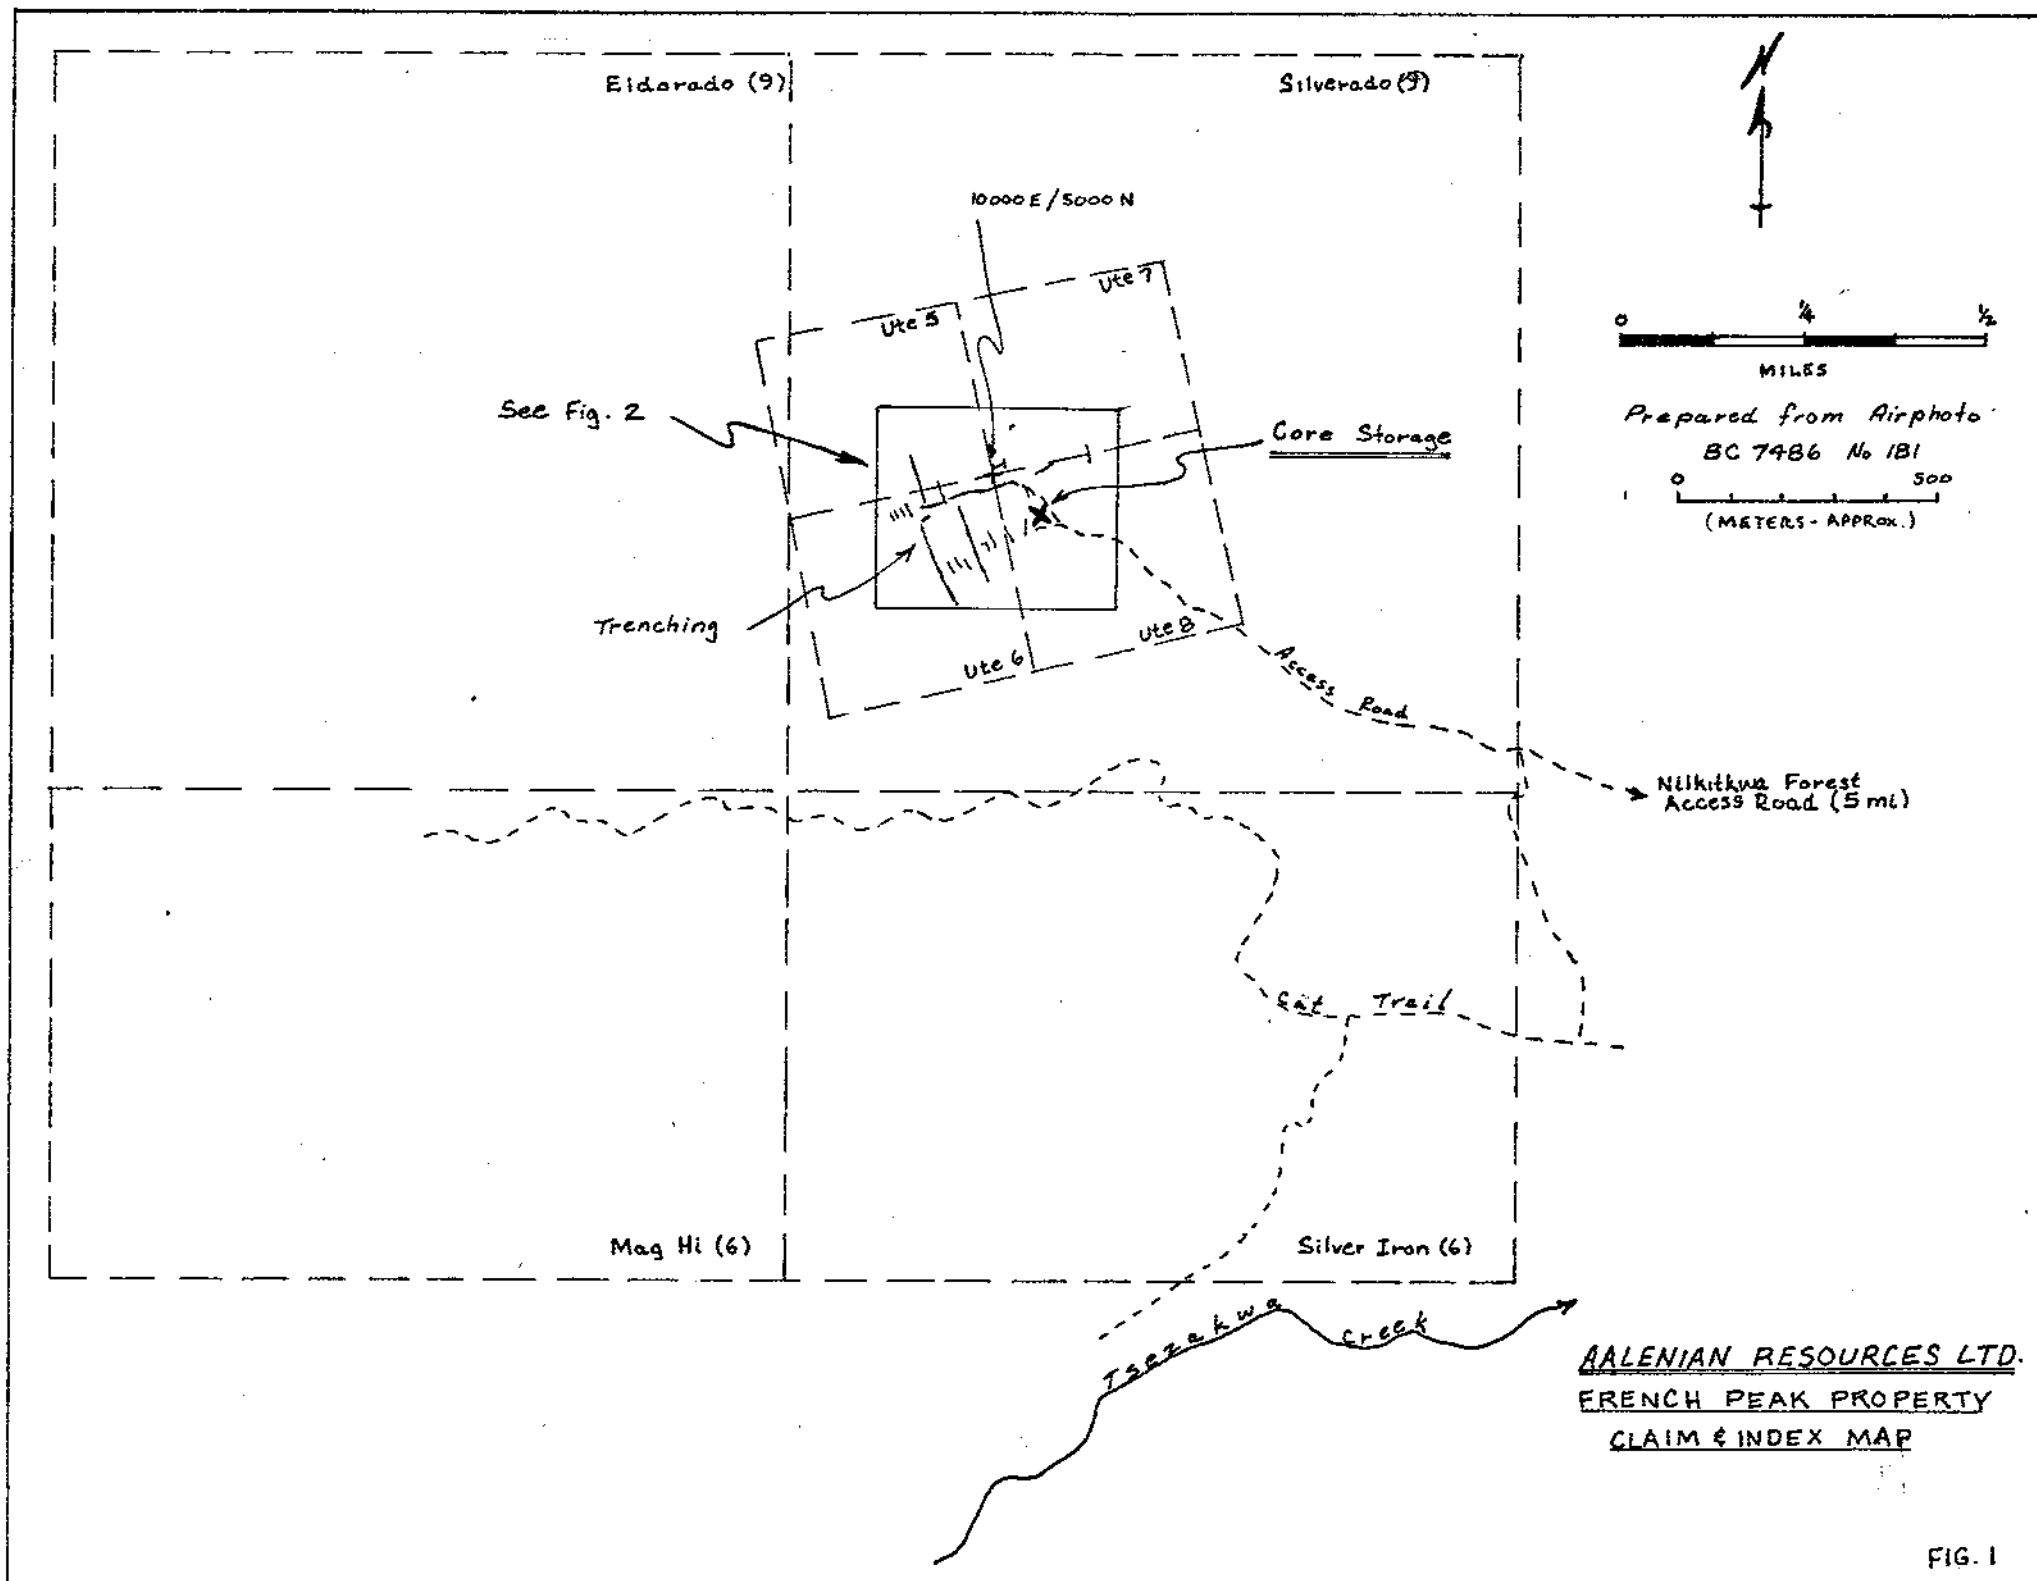 Eldorado (9)
Silverado (9)
N
10000E/5000N
Ute 7
Ute 5
0 1/4 1/2
MILES
See Fig. 2
Prepared from Airphoto
BC 7486 No 181
Core Storage
0 500
(METERS - APPROX.)
Trenching
Ute 8
Ute 6
Access Road
Nilkitkwa Forest
Access Road (5 mi)
Cat Trail
Mag Hi (6)
Silver Iron (6)
Tsezakwa Creek
AALENIAN RESOURCES LTD.
FRENCH PEAK PROPERTY
CLAIM & INDEX MAP
FIG. 1